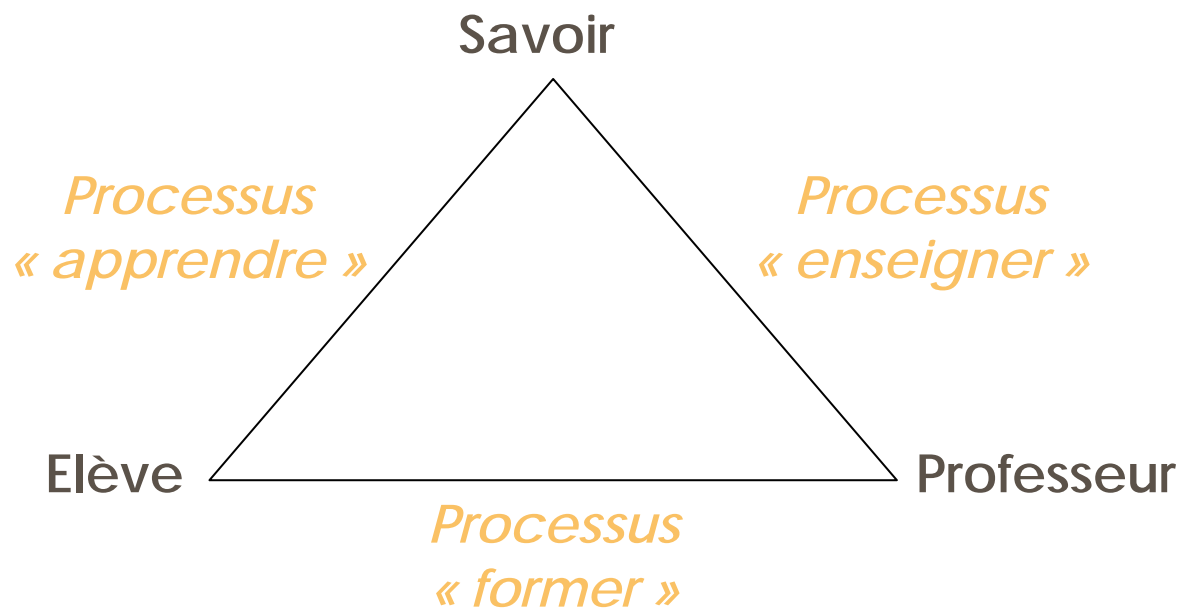 Savoir
Processus
« apprendre »
Processus
« enseigner »
Elève
Professeur
Processus
« former »